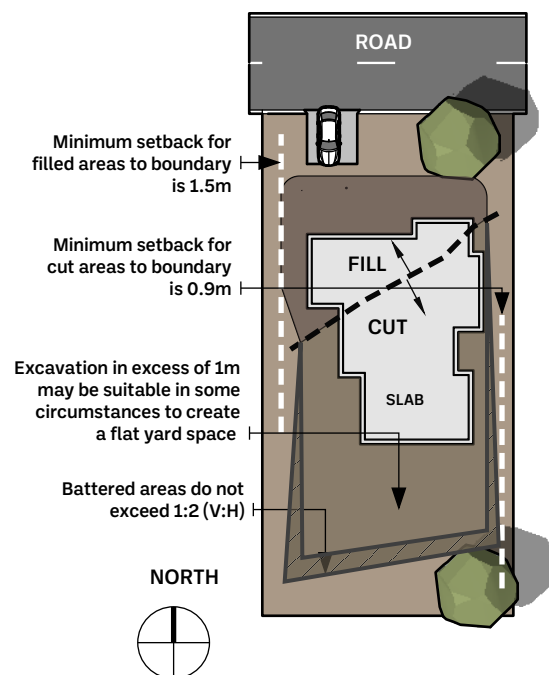 ROAD
Minimum setback for
filled areas to boundary
is 1.5m
Minimum setback for
cut areas to boundary
is 0.9m
FILL
CUT
Excavation in excess of 1m
may be suitable in some
circumstances to create
a flat yard space
SLAB
Battered areas do not
exceed 1:2 (V:H)
NORTH